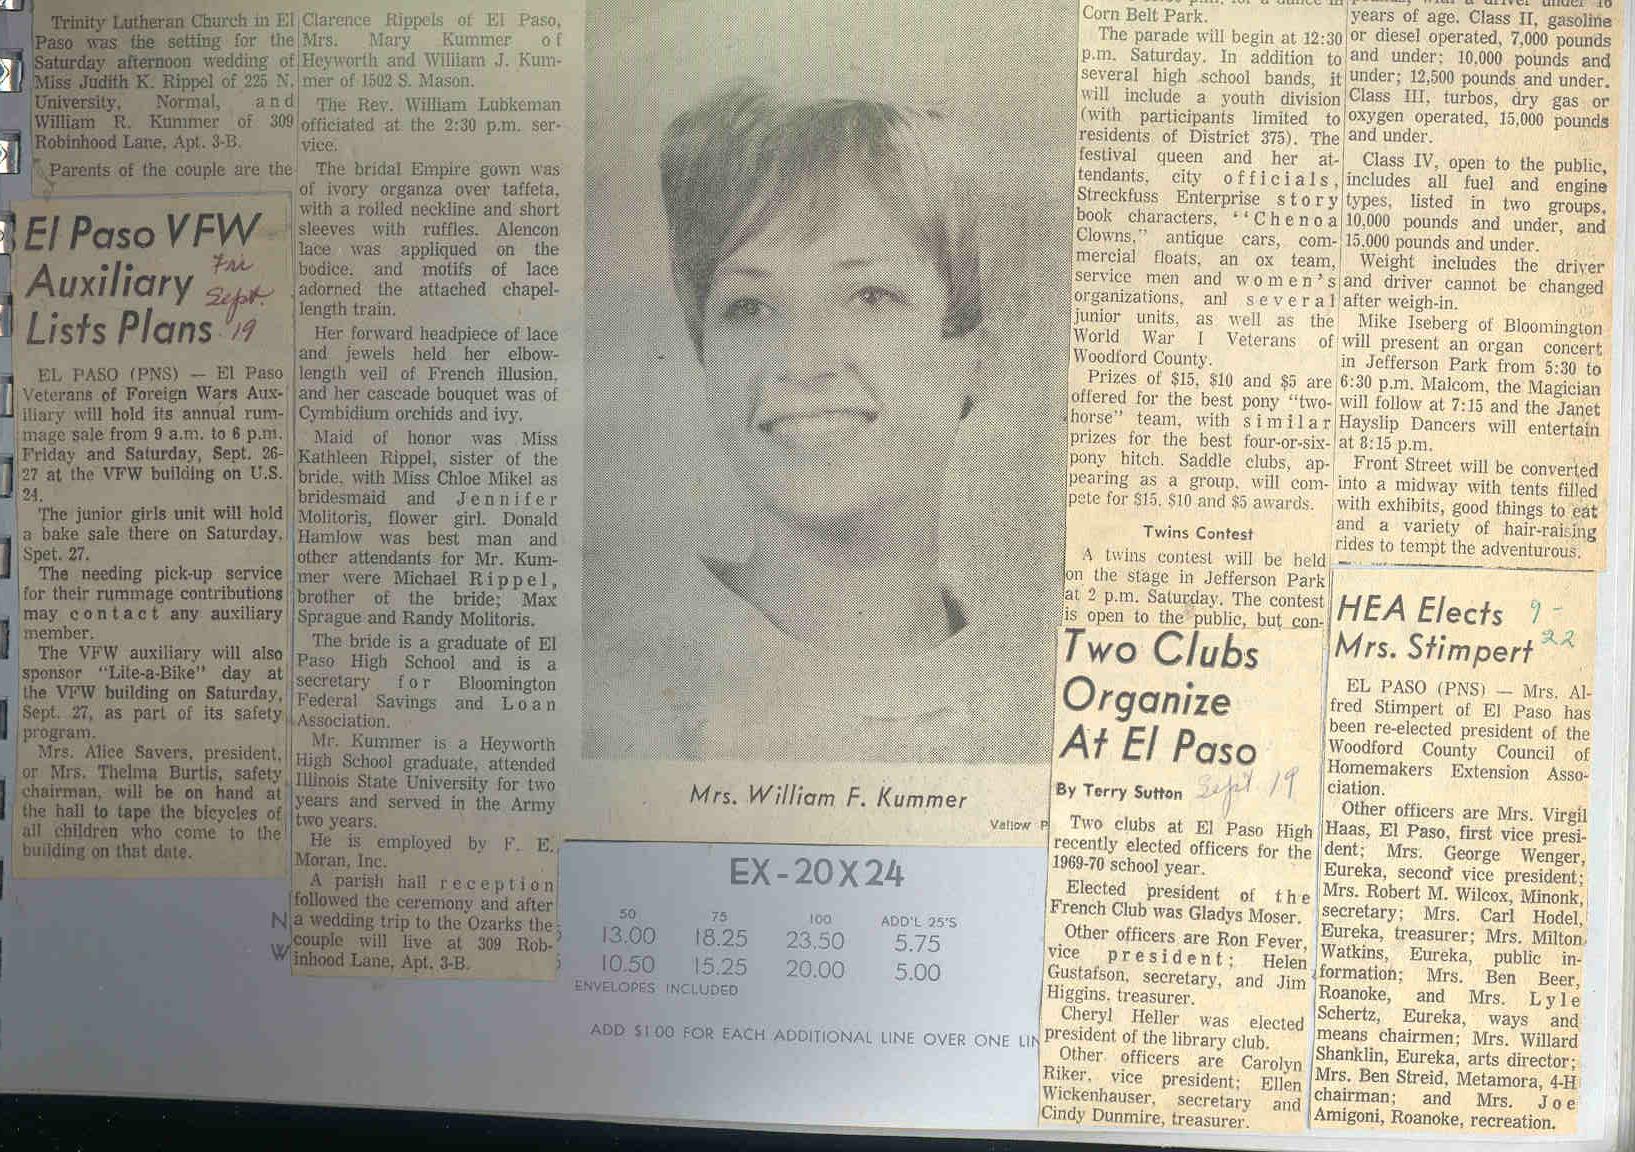 Trinity Lutheran Church in El
Paso was the setting for the
Saturday afternoon wedding of
Miss Judith K. Rippel of 225 N.
University, Normal, and
William R. Kummer of 309
Robinhood Lane, Apt. 3-B.
Parents of the couple are the
Clarence Rippels of El Paso,
Mrs. Mary Kummer of
Heyworth and William J. Kum-
mer of 1502 S. Mason.
The Rev. William Lubkeman
officiated at the 2:30 p.m. ser-
vice.
The bridal Empire gown was
of ivory organza over taffeta,
with a rolled neckline and short
sleeves with ruffles. Alencon
lace was appliqued on the
bodice, and motifs of lace
adorned the attached chapel-
length train.
Her forward headpiece of lace
and jewels held her elbow-
length veil of French illusion,
and her cascade bouquet was of
Cymbidium orchids and ivy.
Maid of honor was Miss
Kathleen Rippel, sister of the
bride, with Miss Chloe Mikel as
bridesmaid and Jennifer
Molitoris, flower girl. Donald
Hamlow was best man and
other attendants for Mr. Kum-
mer were Michael Rippel,
brother of the bride; Max
Sprague and Randy Molitoris.
The bride is a graduate of El
Paso High School and is a
secretary for Bloomington
Federal Savings and Loan
Association.
Mr. Kummer is a Heyworth
High School graduate, attended
Illinois State University for two
years and served in the Army
two years.
He is employed by F. E.
Moran, Inc.
A parish hall reception
followed the ceremony and after
a wedding trip to the Ozarks the
couple will live at 309 Rob-
inhood Lane, Apt. 3-B.
El Paso VFW
Auxiliary
Lists Plans
Fri
Sept.
19
EL PASO (PNS) — El Paso
Veterans of Foreign Wars Aux-
iliary will hold its annual rum-
mage sale from 9 a.m. to 6 p.m.
Friday and Saturday, Sept. 26-
27 at the VFW building on U.S.
24.
The junior girls unit will hold
a bake sale there on Saturday,
Spet. 27.
The needing pick-up service
for their rummage contributions
may contact any auxiliary
member.
The VFW auxiliary will also
sponsor "Lite-a-Bike" day at
the VFW building on Saturday,
Sept. 27, as part of its safety
program.
Mrs. Alice Savers, president,
or Mrs. Thelma Burtis, safety
chairman, will be on hand at
the hall to tape the bicycles of
all children who come to the
building on that date.
Mrs. William F. Kummer
EX-20X24
50 75 100 ADD'L 25'S
13.00 18.25 23.50 5.75
10.50 15.25 20.00 5.00
ENVELOPES INCLUDED
ADD $1.00 FOR EACH ADDITIONAL LINE OVER ONE LIN
N
W
Corn Belt Park.
The parade will begin at 12:30
p.m. Saturday. In addition to
several high school bands, it
will include a youth division
(with participants limited to
residents of District 375). The
festival queen and her at-
tendants, city officials,
Streckfuss Enterprise story
book characters, "Chenoa
Clowns," antique cars, com-
mercial floats, an ox team,
service men and women's
organizations, anl several
junior units, as well as the
World War I Veterans of
Woodford County.
Prizes of $15, $10 and $5 are
offered for the best pony "two-
horse" team, with similar
prizes for the best four-or-six-
pony hitch. Saddle clubs, ap-
pearing as a group, will com-
pete for $15, $10 and $5 awards.
Twins Contest
A twins contest will be held
on the stage in Jefferson Park
at 2 p.m. Saturday. The contest
is open to the public, but con-
years of age. Class II, gasoline
or diesel operated, 7,000 pounds
and under; 10,000 pounds and
under; 12,500 pounds and under.
Class III, turbos, dry gas or
oxygen operated, 15,000 pounds
and under.
Class IV, open to the public,
includes all fuel and engine
types, listed in two groups,
10,000 pounds and under, and
15,000 pounds and under.
Weight includes the driver
and driver cannot be changed
after weigh-in.
Mike Iseberg of Bloomington
will present an organ concert
in Jefferson Park from 5:30 to
6:30 p.m. Malcom, the Magician
will follow at 7:15 and the Janet
Hayslip Dancers will entertain
at 8:15 p.m.
Front Street will be converted
into a midway with tents filled
with exhibits, good things to eat
and a variety of hair-raising
rides to tempt the adventurous.
Two Clubs
Organize
At El Paso
By Terry Sutton
Sept 19
Two clubs at El Paso High
recently elected officers for the
1969-70 school year.
Elected president of the
French Club was Gladys Moser.
Other officers are Ron Fever,
vice president; Helen
Gustafson, secretary, and Jim
Higgins, treasurer.
Cheryl Heller was elected
president of the library club.
Other officers are Carolyn
Riker, vice president; Ellen
Wickenhauser, secretary and
Cindy Dunmire, treasurer.
HEA Elects
Mrs. Stimpert
9-
22
EL PASO (PNS) — Mrs. Al-
fred Stimpert of El Paso has
been re-elected president of the
Woodford County Council of
Homemakers Extension Asso-
ciation.
Other officers are Mrs. Virgil
Haas, El Paso, first vice presi-
dent; Mrs. George Wenger,
Eureka, second vice president;
Mrs. Robert M. Wilcox, Minonk,
secretary; Mrs. Carl Hodel,
Eureka, treasurer; Mrs. Milton
Watkins, Eureka, public in-
formation; Mrs. Ben Beer,
Roanoke, and Mrs. Lyle
Schertz, Eureka, ways and
means chairmen; Mrs. Willard
Shanklin, Eureka, arts director;
Mrs. Ben Streid, Metamora, 4-H
chairman; and Mrs. Joe
Amigoni, Roanoke, recreation.